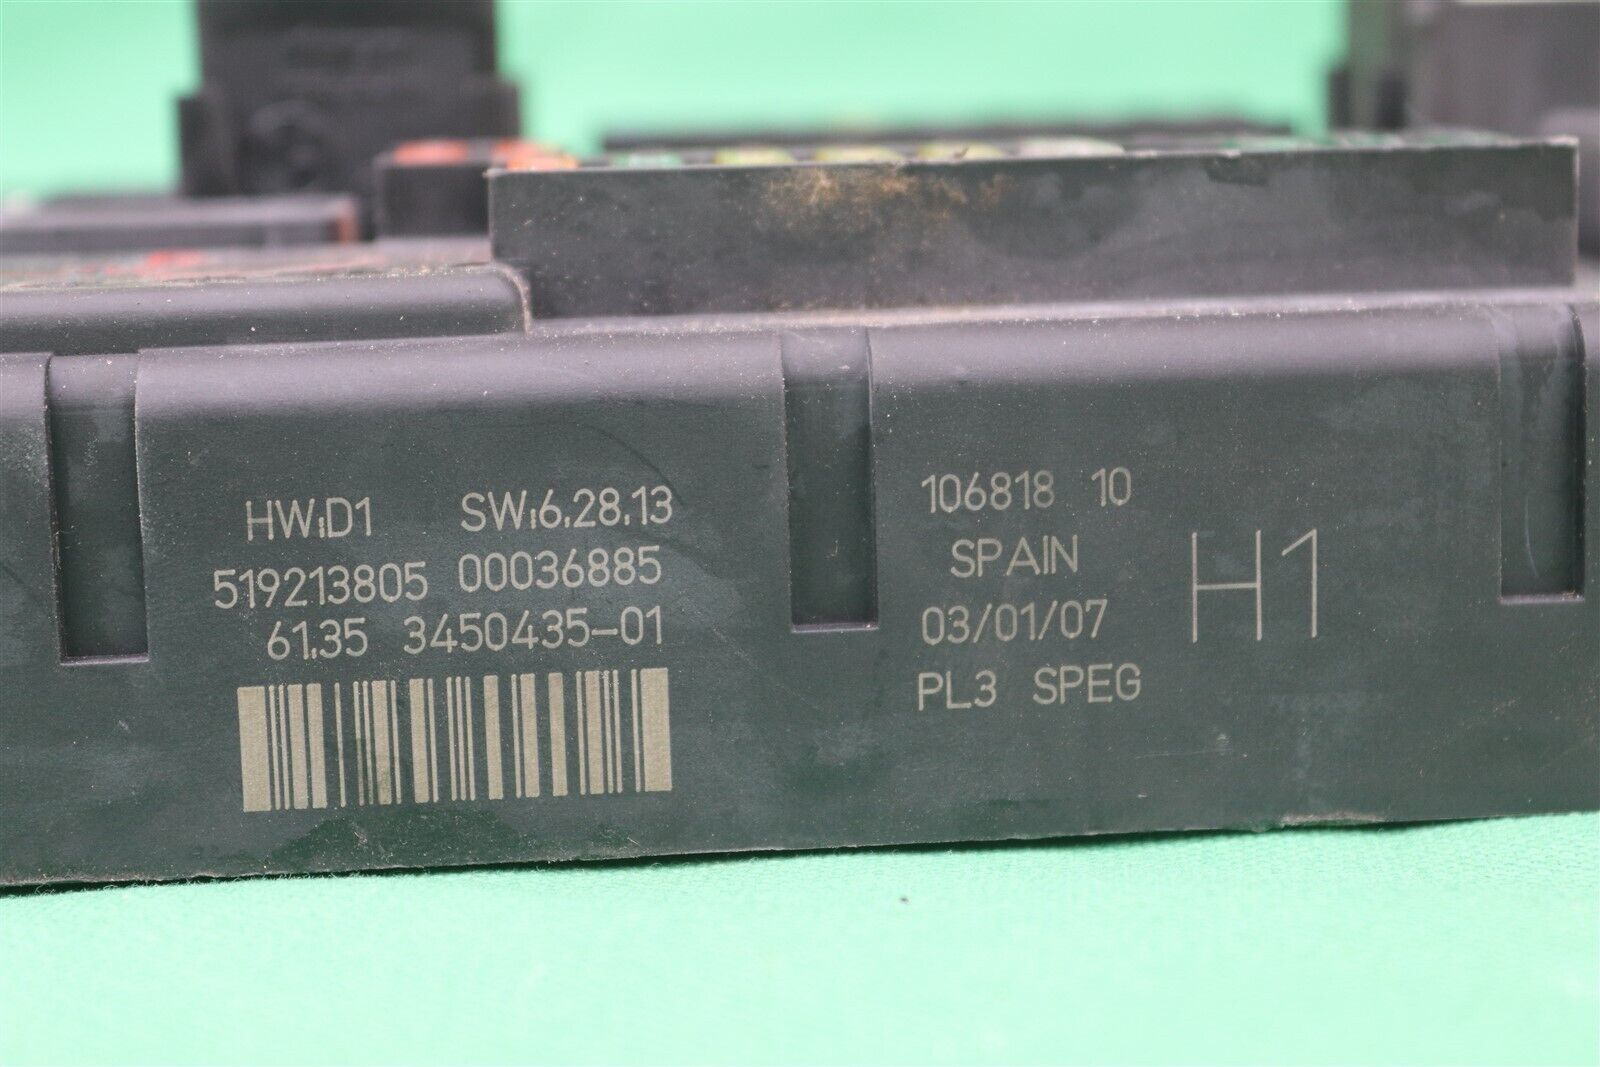 HW:D1 SW:6.28.13
519213805 00036885
61.35 3450435-01
106818 10
SPAIN
03/01/07
PL3 SPEG
H1